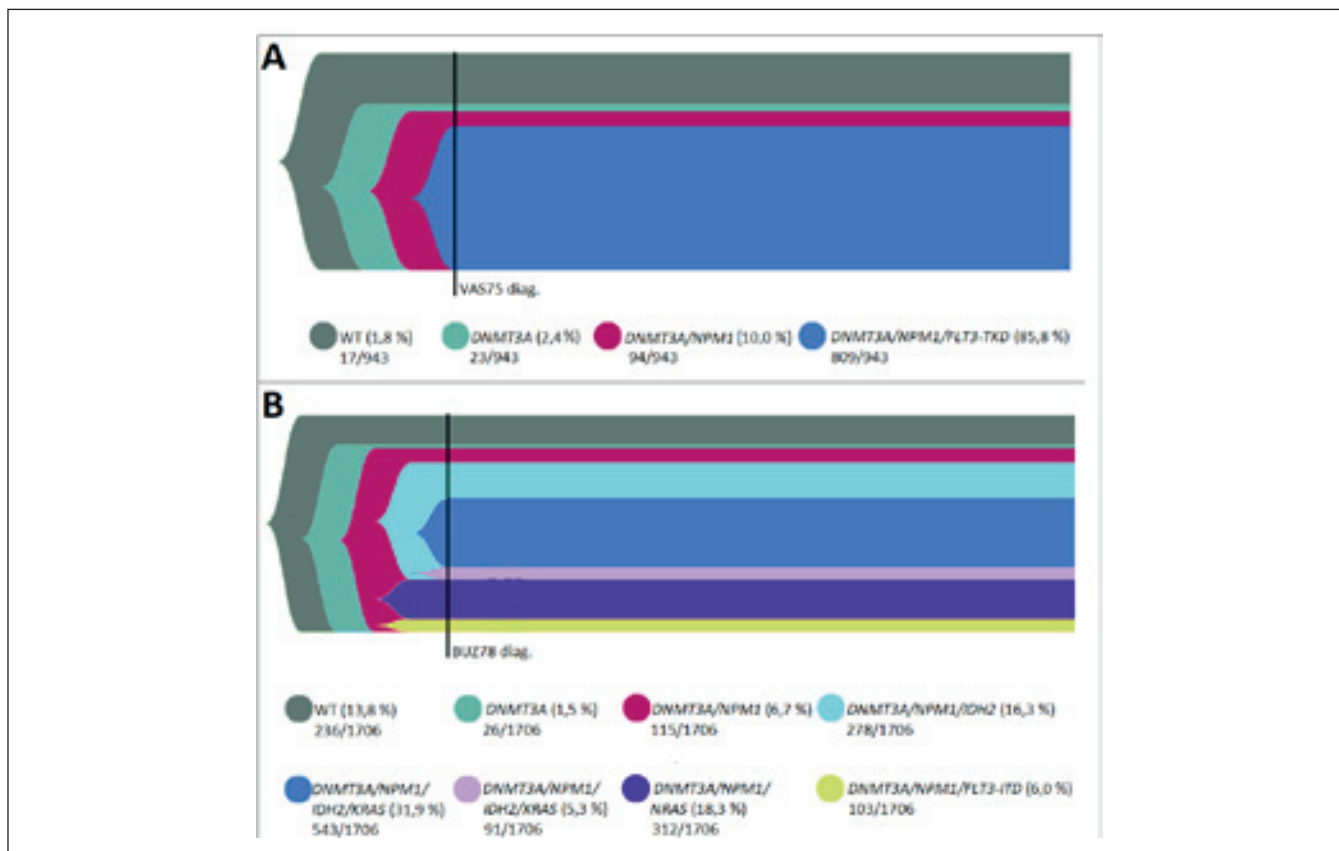 A
VAS75 diag.
WT (1,8 %)
17/943
DNMT3A (2,4 %)
23/943
DNMT3A/NPM1 (10,0 %)
94/943
DNMT3A/NPM1/FLT3-TKD (85,8 %)
809/943
B
BUZ78 diag.
WT (13,8 %)
236/1706
DNMT3A (1,5 %)
26/1706
DNMT3A/NPM1 (6,7 %)
115/1706
DNMT3A/NPM1/IDH2 (16,3 %)
278/1706
DNMT3A/NPM1/
IDH2/KRAS (31,9 %)
543/1706
DNMT3A/NPM1/
IDH2/KRAS (5,3 %)
91/1706
DNMT3A/NPM1/
NRAS (18,3 %)
312/1706
DNMT3A/NPM1/FLT3-ITD (6,0 %)
103/1706